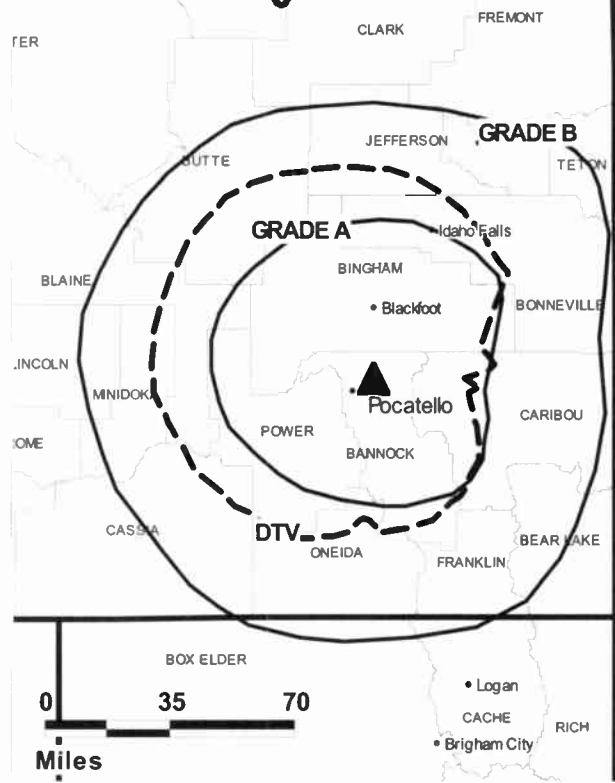 FREMONT
CLARK
TER
GRADE B
JEFFERSON
BUTTE
TETON
GRADE A
Idaho Falls
BINGHAM
BLAINE
Blackfoot
BONNEVILLE
LINCOLN
MINIDOKA
Pocatello
CARIBOU
POWER
OME
BANNOCK
CASSIA
DTV
BEAR LAKE
ONEIDA
FRANKLIN
BOX ELDER
Logan
0 35 70
CACHE
RICH
Brigham City
Miles